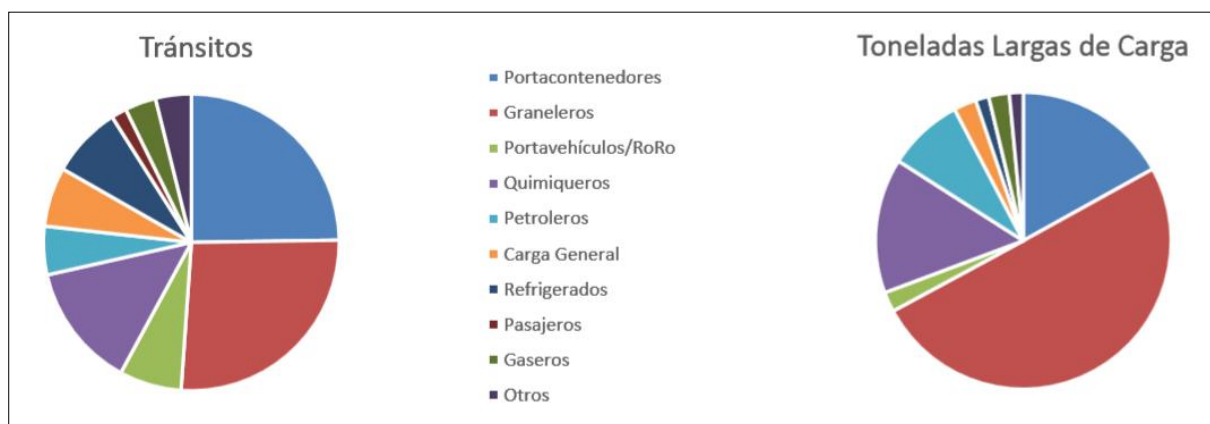 Tránsitos
Portacontenedores
Graneleros
Portavehículos/RoRo
Quimiqueros
Petroleros
Carga General
Refrigerados
Pasajeros
Gaseros
Otros
Toneladas Largas de Carga